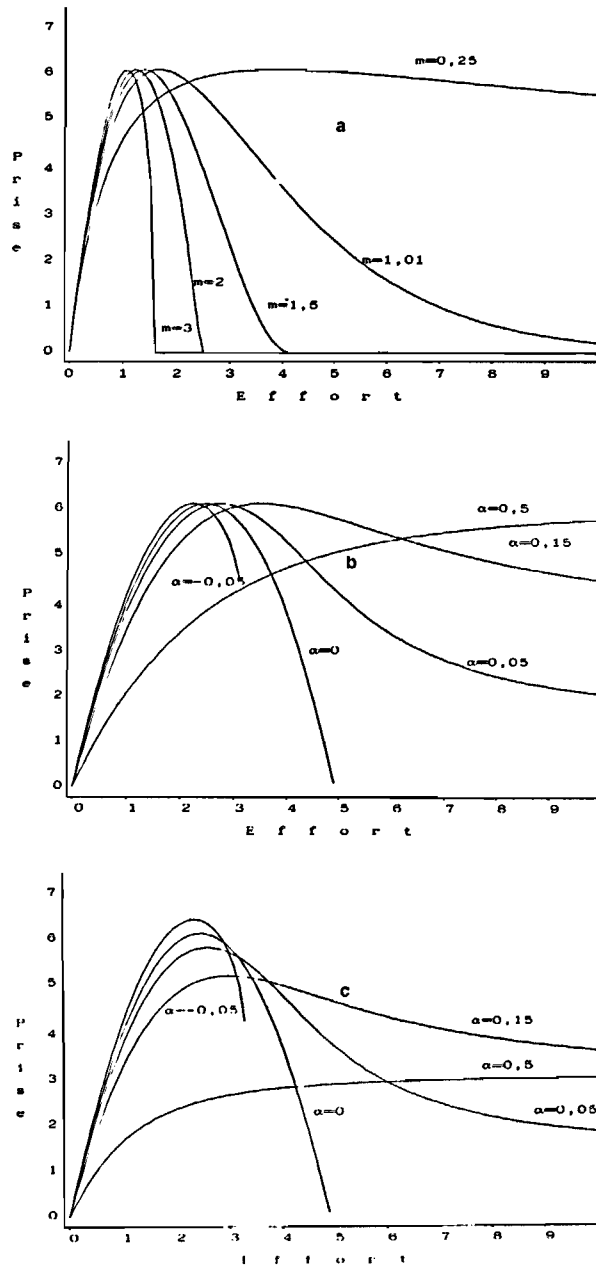 7
6
5
4
3
2
1
0
P r i s e
m=0,25
a
m=1,01
m=2
m=1,5
m=3
0 1 2 3 4 5 6 7 8 9
E f f o r t
7
6
5
4
3
2
1
0
P r i s e
α=0,5
α=0,15
b
α=-0,05
α=0
α=0,05
0 1 2 3 4 5 6 7 8 9
E f f o r t
7
6
5
4
3
2
1
0
P r i s e
c
α=-0,05
α=0,15
α=0,5
α=0
α=0,05
0 1 2 3 4 5 6 7 8 9
E f f o r t